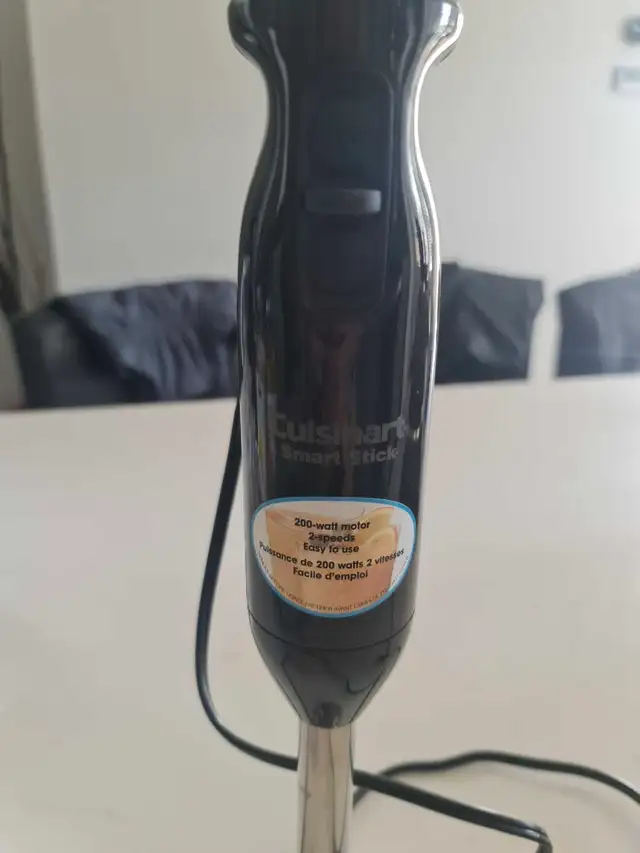 Cuisinart
Smart Stick
200-watt motor
2-speeds
Easy to use
Puissance de 200 watts 2 vitesses
Facile d'emploi